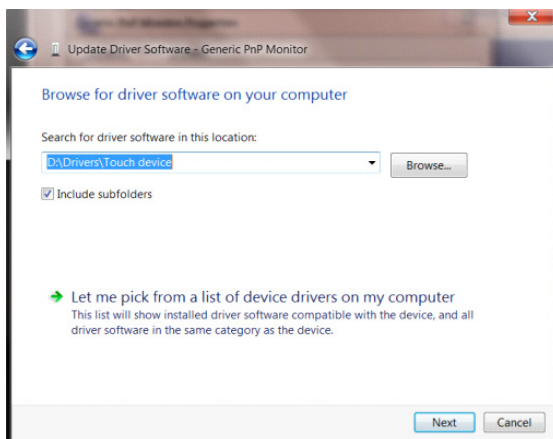 Update Driver Software - Generic PnP Monitor
Browse for driver software on your computer
Search for driver software in this location:
D:\Drivers\Touch device
Browse...
Include subfolders
Let me pick from a list of device drivers on my computer
This list will show installed driver software compatible with the device, and all
driver software in the same category as the device.
Next
Cancel